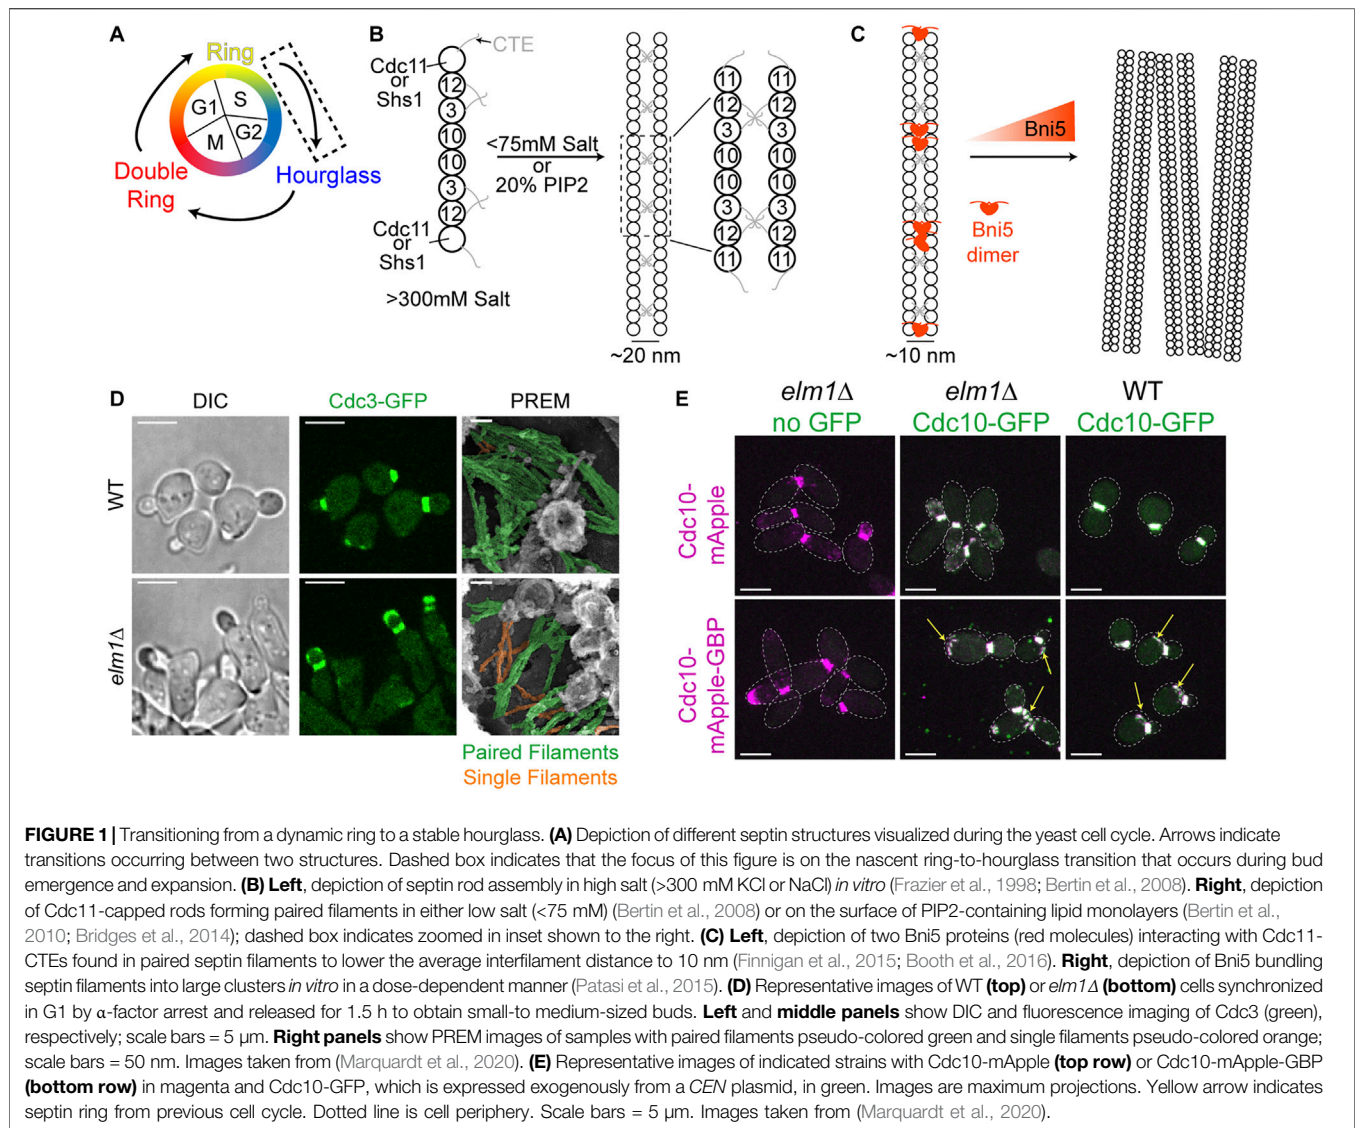 A
Ring
G1
S
G2
M
Double
Ring
Hourglass
B
CTE
Cdc11
or
Shs1
12
3
10
10
3
12
Cdc11
or
Shs1
>300mM Salt
<75mM Salt
or
20% PIP2
~20 nm
11 11
12 12
3 3
10 10
10 10
3 3
12 12
11 11
C
~10 nm
Bni5
Bni5
dimer
D
DIC
Cdc3-GFP
PREM
WT
elm1Δ
Paired Filaments
Single Filaments
E
elm1Δ
no GFP
elm1Δ
Cdc10-GFP
WT
Cdc10-GFP
Cdc10-
mApple
Cdc10-
mApple-GBP
FIGURE 1 | Transitioning from a dynamic ring to a stable hourglass. (A) Depiction of different septin structures visualized during the yeast cell cycle. Arrows indicate
transitions occurring between two structures. Dashed box indicates that the focus of this figure is on the nascent ring-to-hourglass transition that occurs during bud
emergence and expansion. (B) Left, depiction of septin rod assembly in high salt (>300 mM KCl or NaCl) in vitro (Frazier et al., 1998; Bertin et al., 2008). Right, depiction
of Cdc11-capped rods forming paired filaments in either low salt (<75 mM) (Bertin et al., 2008) or on the surface of PIP2-containing lipid monolayers (Bertin et al.,
2010; Bridges et al., 2014); dashed box indicates zoomed in inset shown to the right. (C) Left, depiction of two Bni5 proteins (red molecules) interacting with Cdc11-
CTEs found in paired septin filaments to lower the average interfilament distance to 10 nm (Finnigan et al., 2015; Booth et al., 2016). Right, depiction of Bni5 bundling
septin filaments into large clusters in vitro in a dose-dependent manner (Patasi et al., 2015). (D) Representative images of WT (top) or elm1Δ (bottom) cells synchronized
in G1 by α-factor arrest and released for 1.5 h to obtain small-to medium-sized buds. Left and middle panels show DIC and fluorescence imaging of Cdc3 (green),
respectively; scale bars = 5 μm. Right panels show PREM images of samples with paired filaments pseudo-colored green and single filaments pseudo-colored orange;
scale bars = 50 nm. Images taken from (Marquardt et al., 2020). (E) Representative images of indicated strains with Cdc10-mApple (top row) or Cdc10-mApple-GBP
(bottom row) in magenta and Cdc10-GFP, which is expressed exogenously from a CEN plasmid, in green. Images are maximum projections. Yellow arrow indicates
septin ring from previous cell cycle. Dotted line is cell periphery. Scale bars = 5 μm. Images taken from (Marquardt et al., 2020).